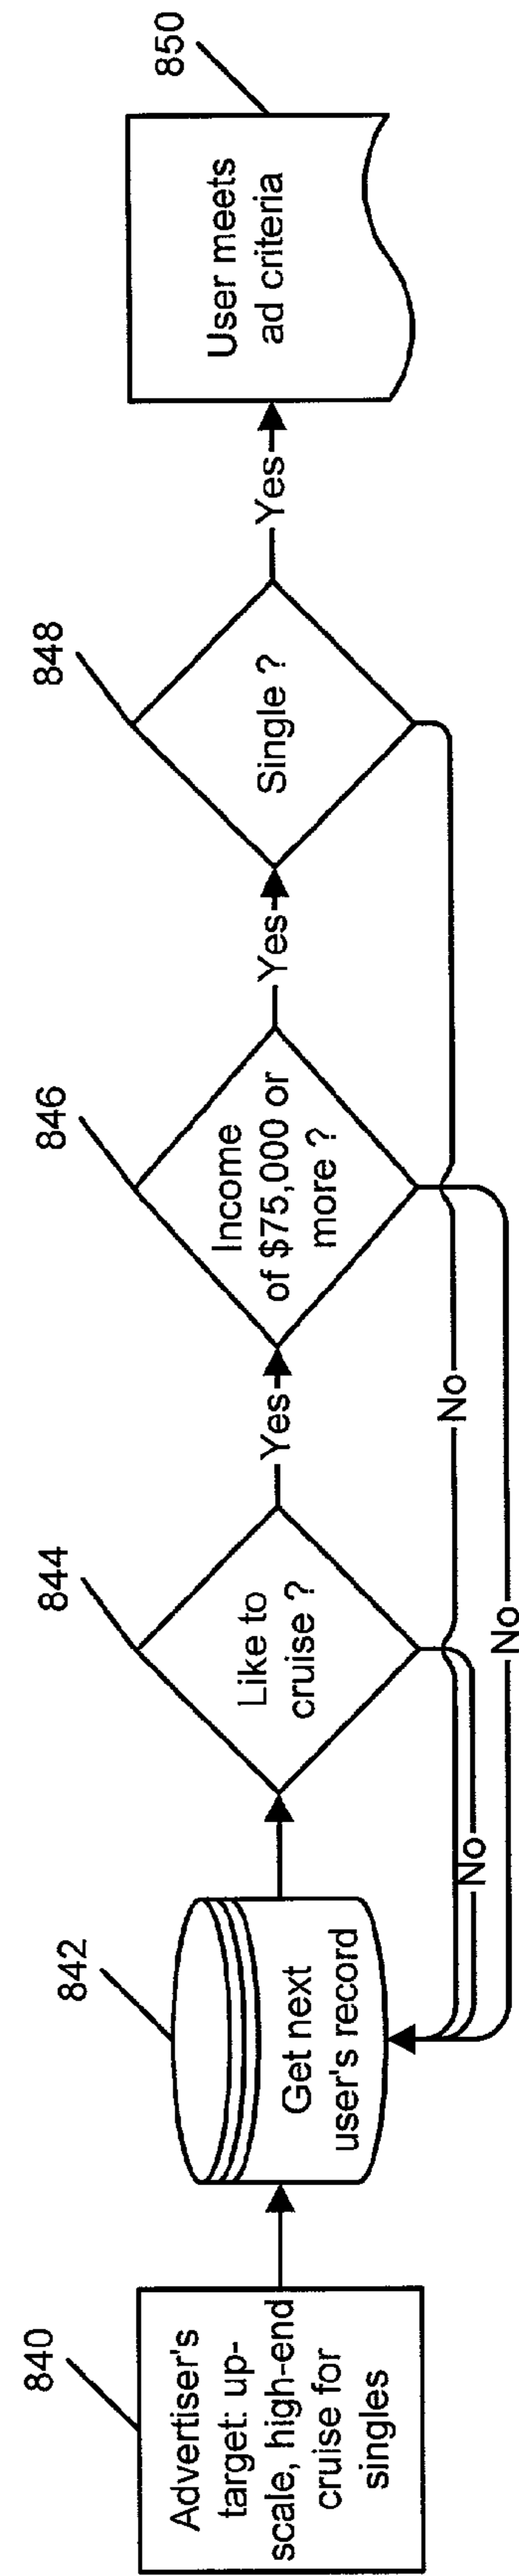 840
Advertiser's
target: up-
scale, high-end
cruise for
singles
842
Get next
user's record
844
Like to
cruise ?
Yes
No
846
Income
of $75,000 or
more ?
Yes
No
848
Single ?
Yes
No
850
User meets
ad criteria